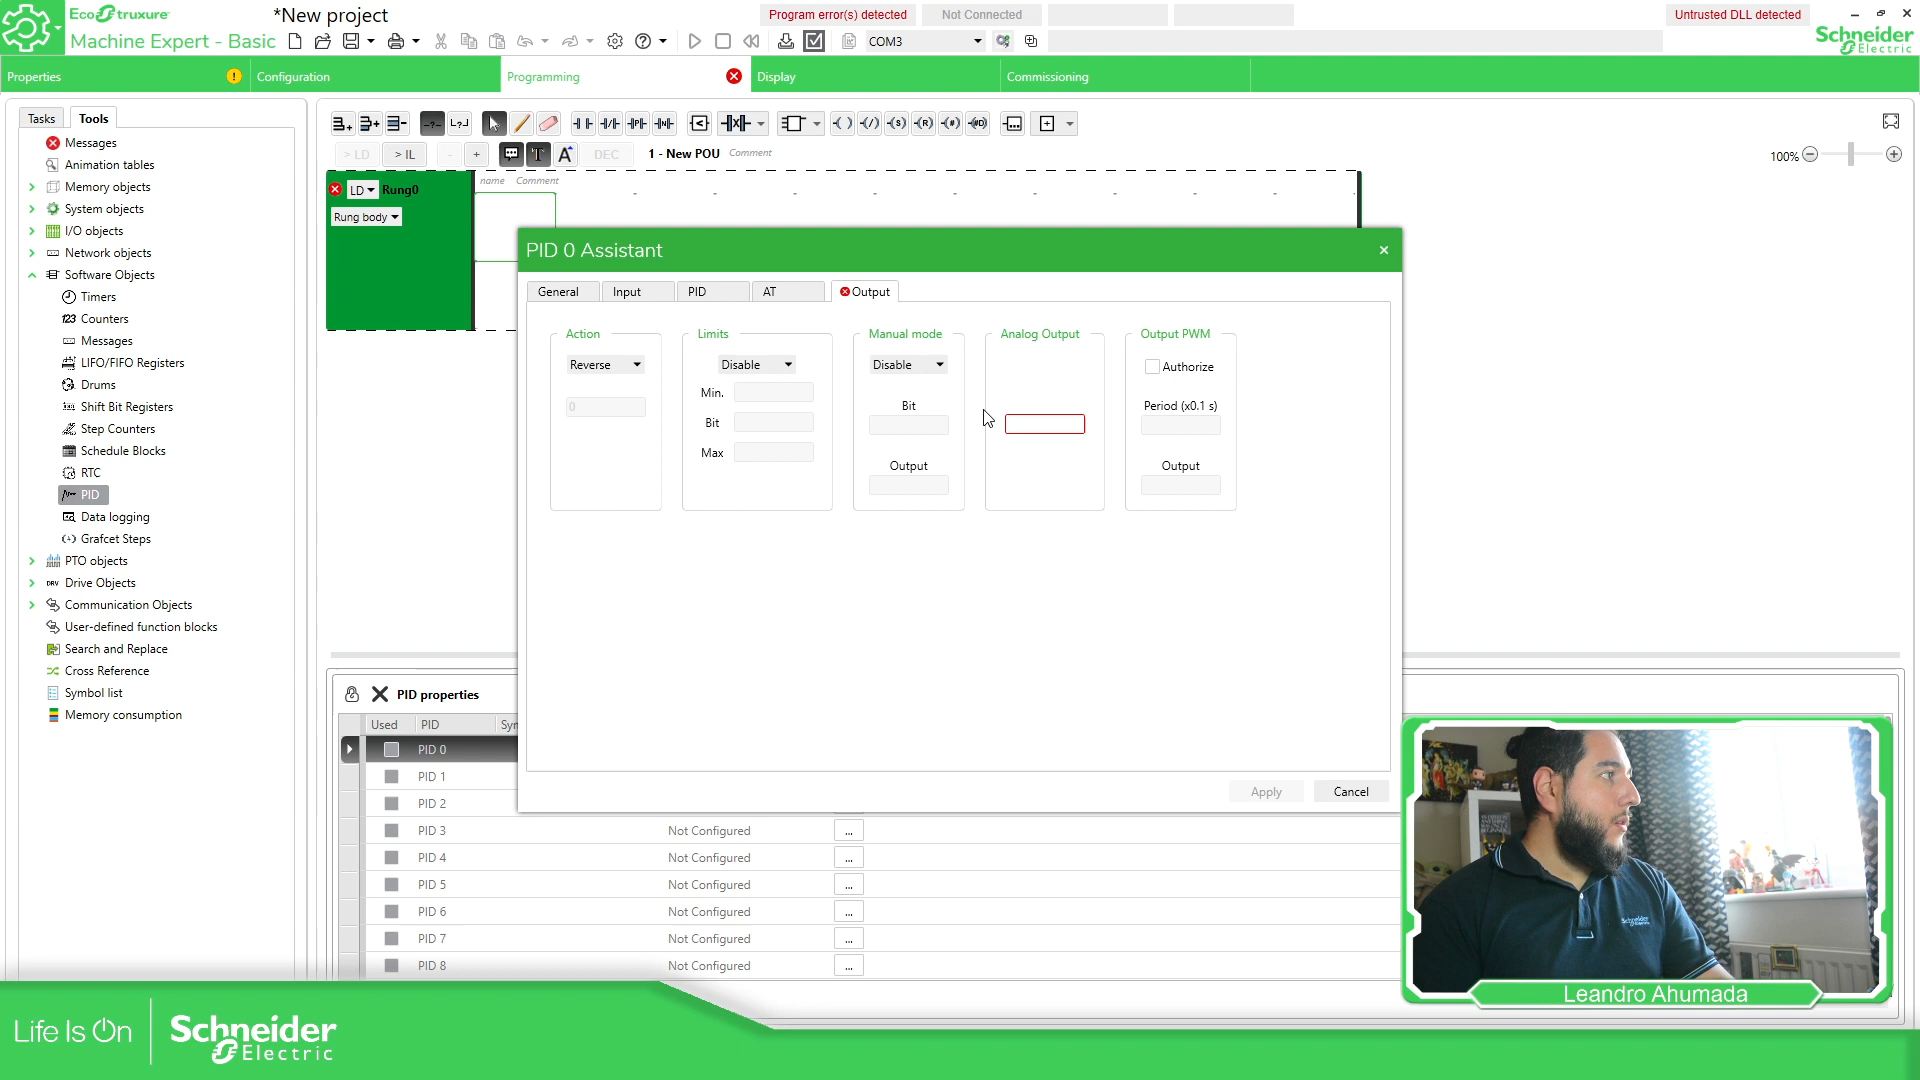 EcoStruxure
Machine Expert - Basic
*New project
Program error(s) detected
Not Connected
Untrusted DLL detected
COM3
Schneider
Electric
Properties
Configuration
Programming
Display
Commissioning
Tasks
Tools
Messages
Animation tables
Memory objects
System objects
I/O objects
Network objects
Software Objects
Timers
123 Counters
Messages
LIFO/FIFO Registers
Drums
Shift Bit Registers
Step Counters
Schedule Blocks
RTC
PID
Data logging
Grafcet Steps
PTO objects
DRV Drive Objects
Communication Objects
User-defined function blocks
Search and Replace
Cross Reference
Symbol list
Memory consumption
> LD
> IL
-
+
T
A
DEC
1 - New POU
Comment
100%
LD
Rung0
name Comment
Rung body
PID 0 Assistant
General
Input
PID
AT
Output
Action
Reverse
0
Limits
Disable
Min.
Bit
Max
Manual mode
Disable
Bit
Output
Analog Output
Output PWM
Authorize
Period (x0.1 s)
Output
Apply
Cancel
PID properties
Used
PID
PID 0
PID 1
PID 2
PID 3 Not Configured ...
PID 4 Not Configured ...
PID 5 Not Configured ...
PID 6 Not Configured ...
PID 7 Not Configured ...
PID 8 Not Configured ...
Leandro Ahumada
Life Is On
Schneider
Electric